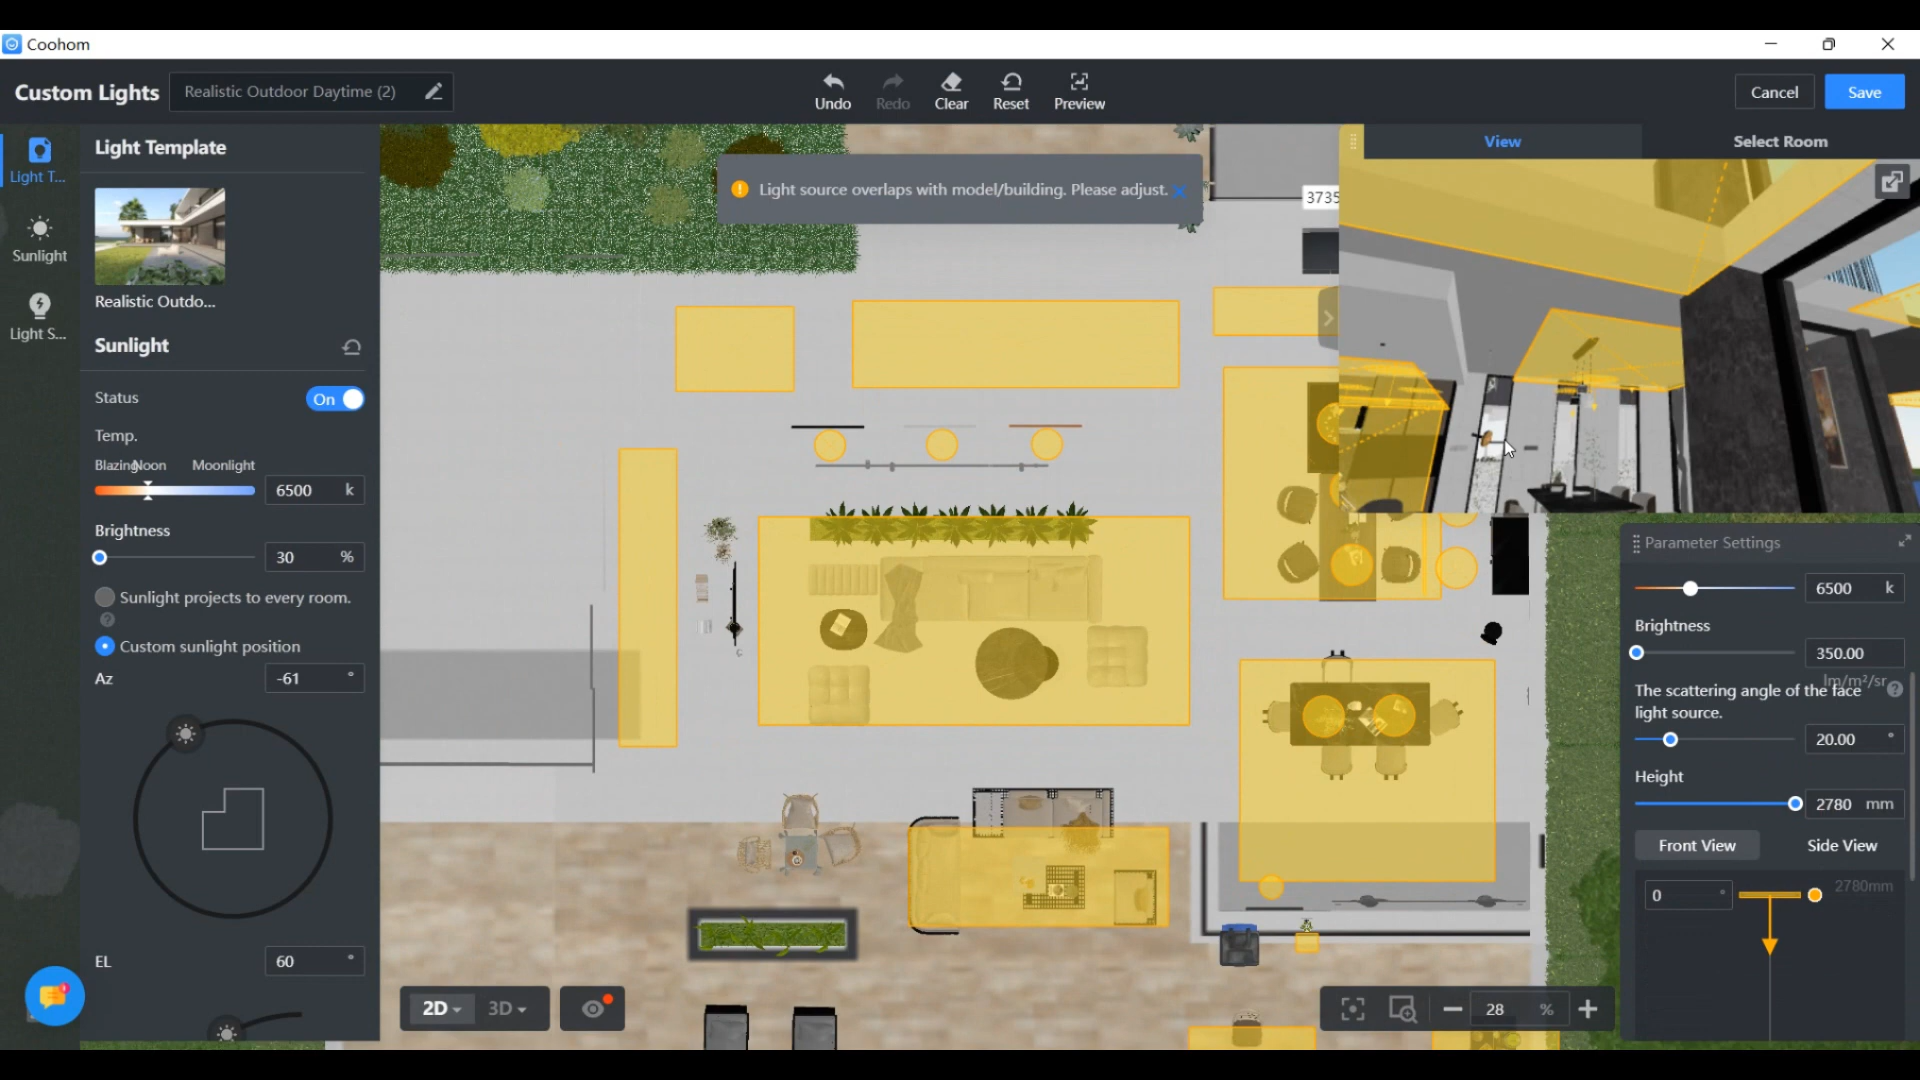 Coohom
Custom Lights
Realistic Outdoor Daytime (2)
Undo
Redo
Clear
Reset
Preview
Cancel
Save
Light T...
Sunlight
Light S...
Light Template
Realistic Outdo...
Sunlight
Status
On
Temp.
Blazing
Noon
Moonlight
6500 k
Brightness
30 %
Sunlight projects to every room.
?
Custom sunlight position
Az
-61 °
EL
60 °
Light source overlaps with model/building. Please adjust.
3735
View
Select Room
Parameter Settings
6500 k
Brightness
350.00
lm/m²/sr
The scattering angle of the face
light source.
?
20.00 °
Height
2780 mm
Front View
Side View
0 °
2780mm
2D
3D
28 %